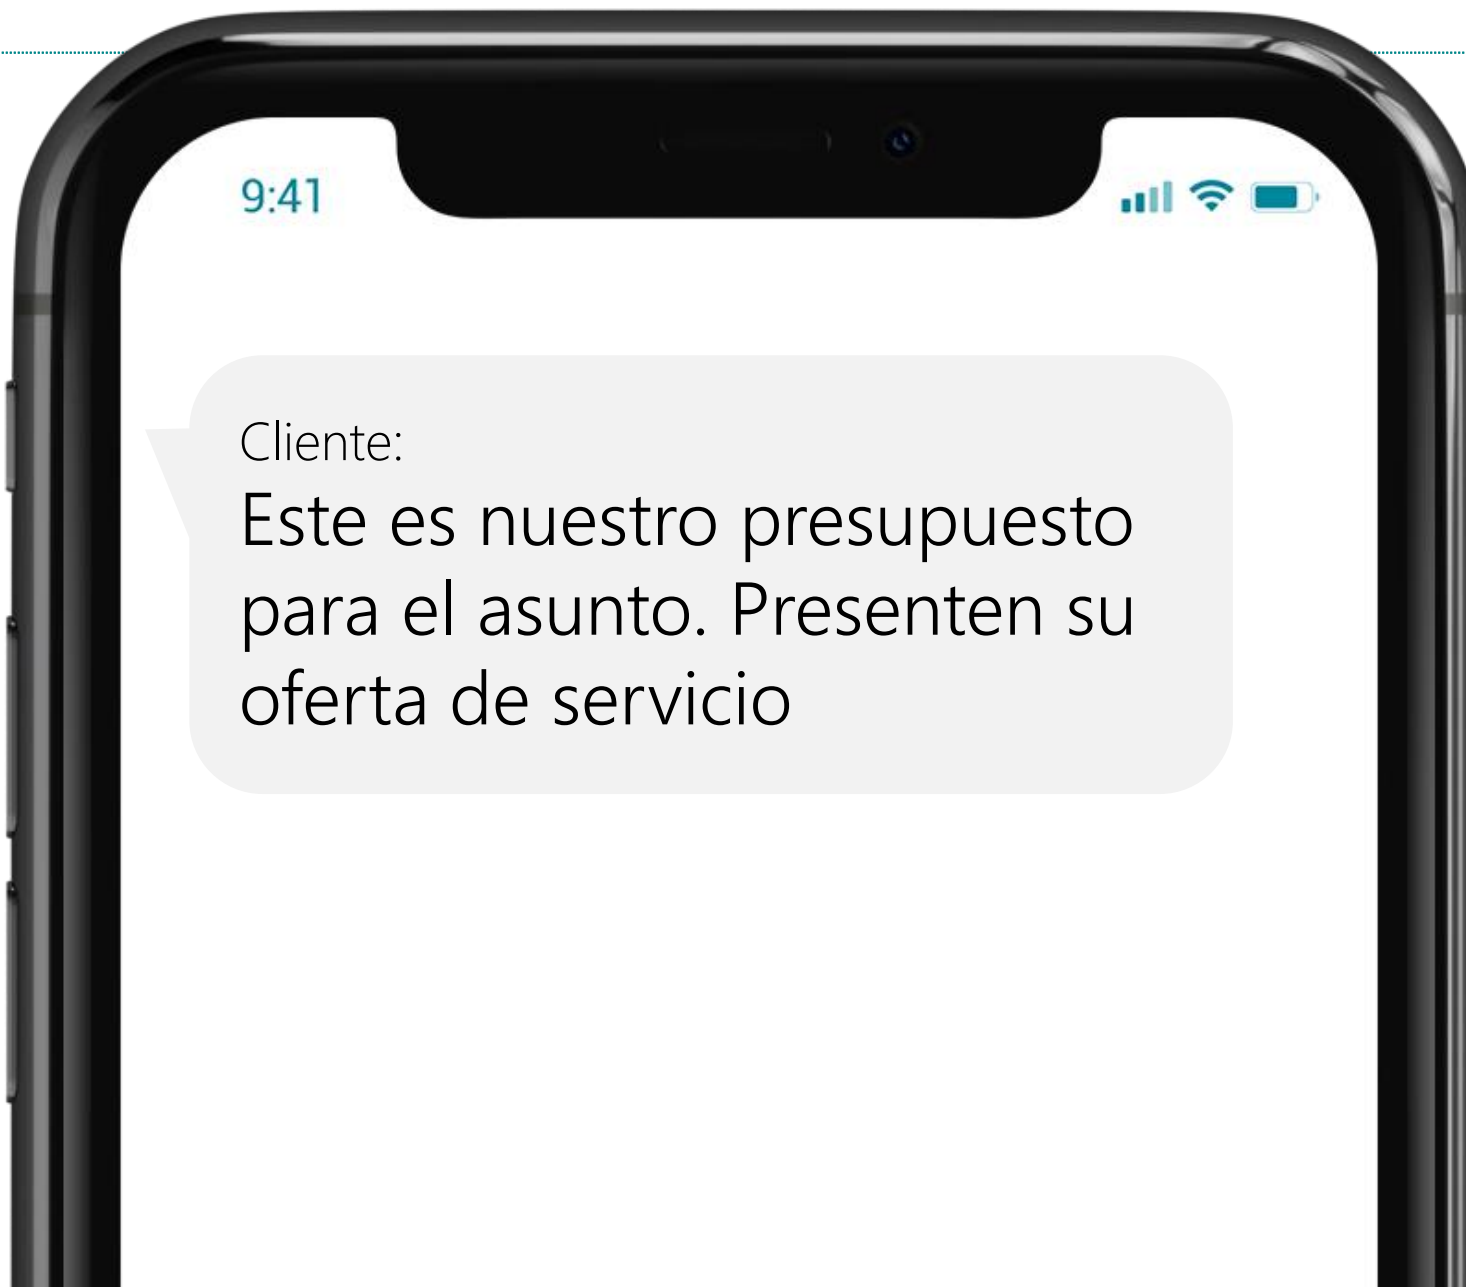 9:41
Cliente:
Este es nuestro presupuesto
para el asunto. Presenten su
oferta de servicio